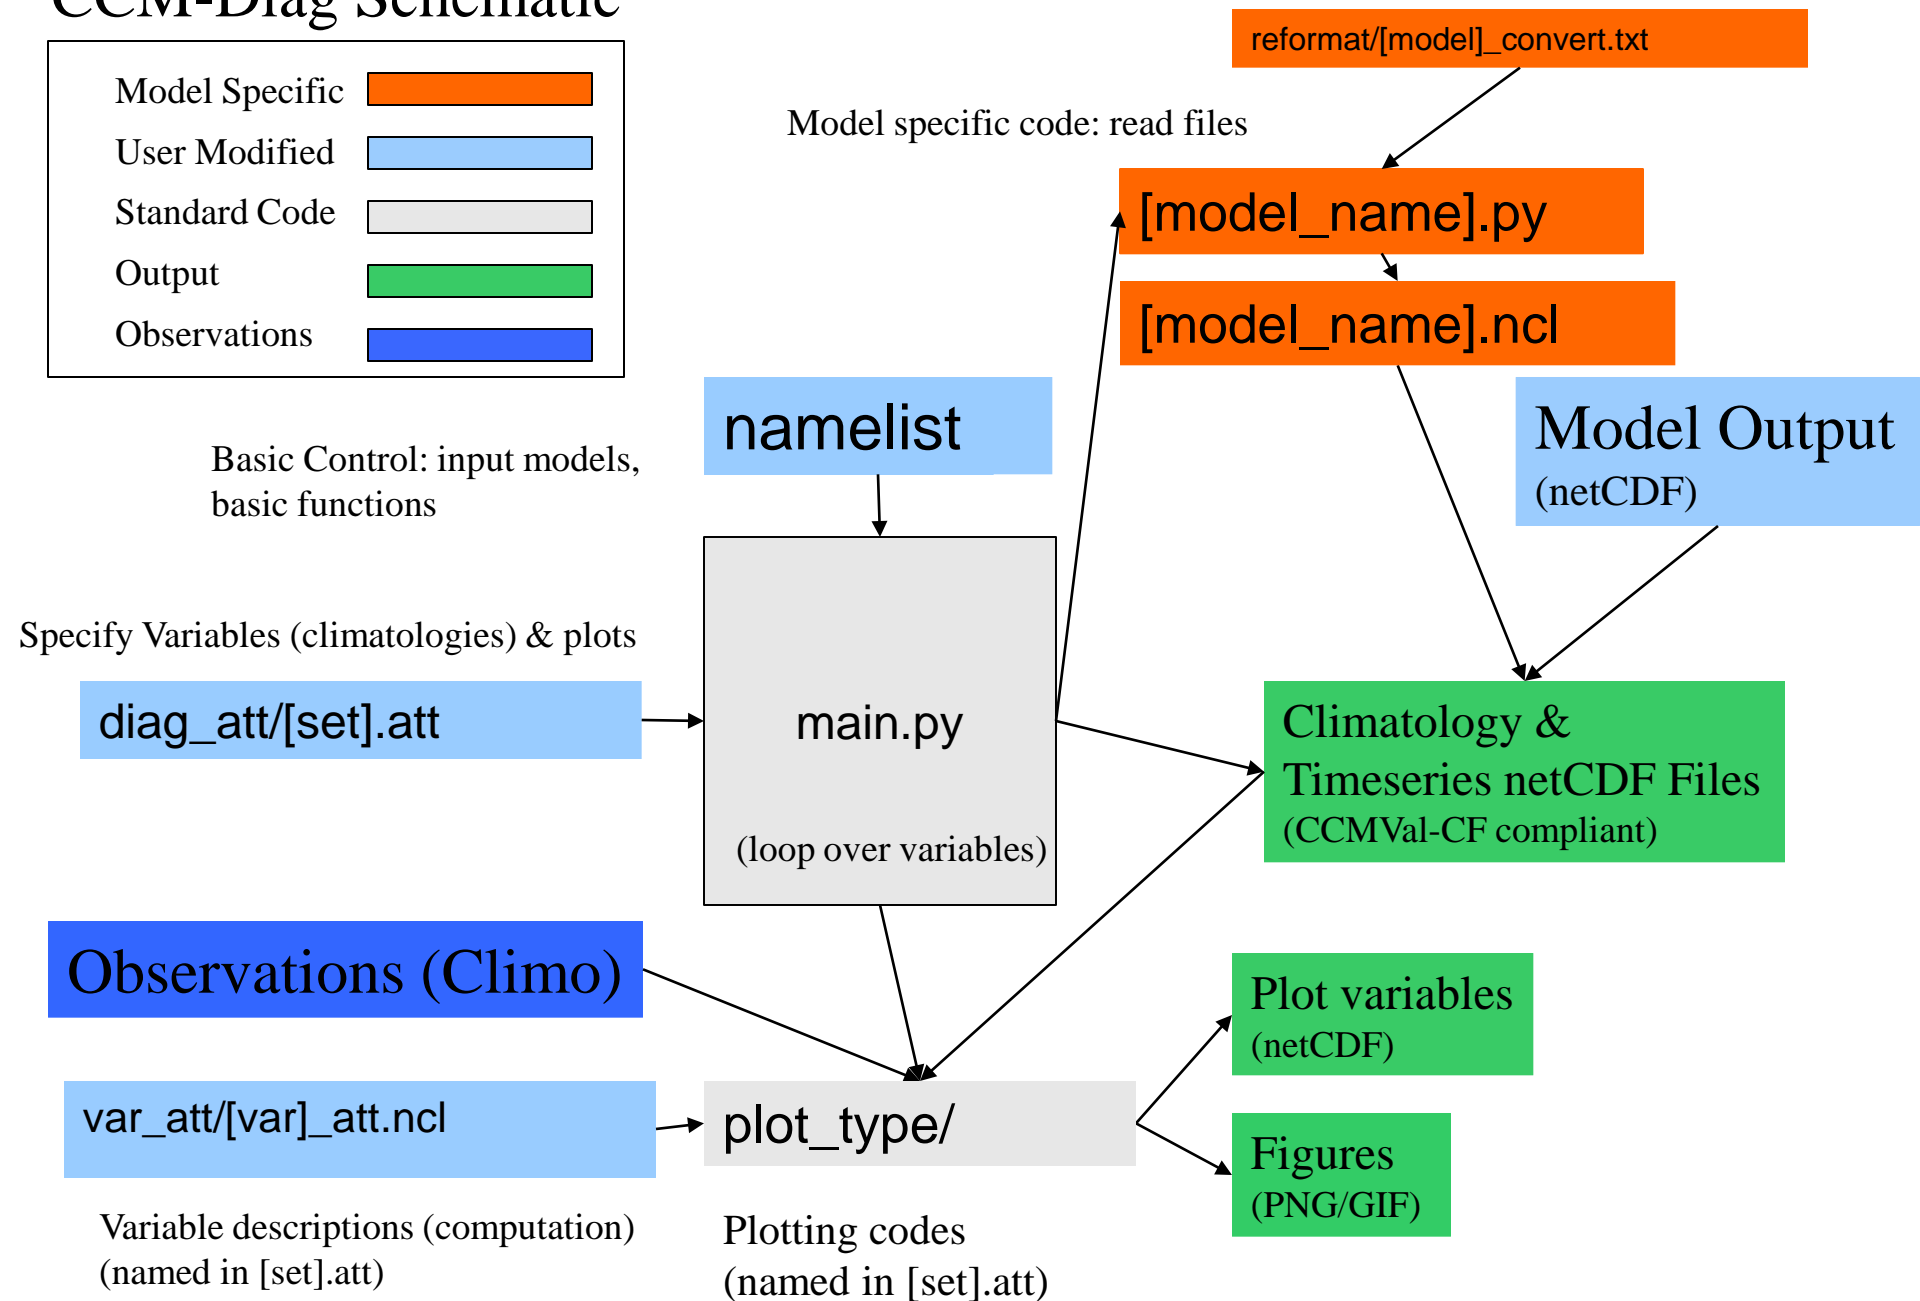 CCM-Diag Schematic
Model Specific
User Modified
Standard Code
Output
Observations
reformat/[model]_convert.txt
Model specific code: read files
[model_name].py
[model_name].ncl
namelist
Model Output
(netCDF)
Basic Control: input models,
basic functions
Specify Variables (climatologies) & plots
diag_att/[set].att
main.py
(loop over variables)
Climatology &
Timeseries netCDF Files
(CCMVal-CF compliant)
Observations (Climo)
Plot variables
(netCDF)
var_att/[var]_att.ncl
plot_type/
Figures
(PNG/GIF)
Variable descriptions (computation)
(named in [set].att)
Plotting codes
(named in [set].att)